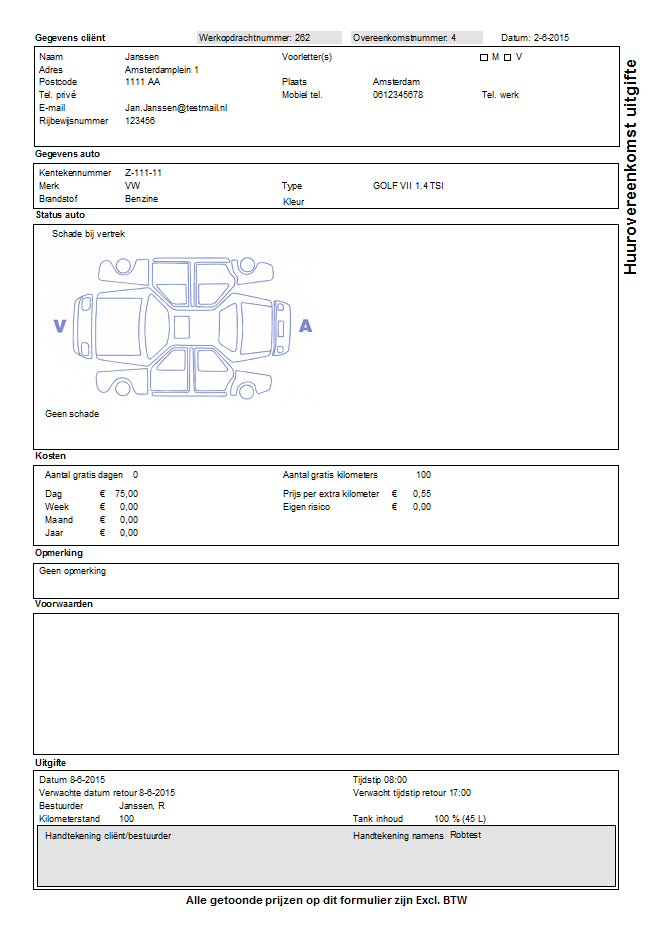 Gegevens cliënt Werkopdrachtnummer: 262 Overeenkomstnummer: 4 Datum: 2-6-2015
Naam Janssen Voorletter(s) M V
Adres Amsterdamplein 1
Postcode 1111 AA Plaats Amsterdam
Tel. privé Mobiel tel. 0612345678 Tel. werk
E-mail Jan.Janssen@testmail.nl
Rijbewijsnummer 123456
Huurovereenkomst uitgifte
Gegevens auto
Kentekennummer Z-111-11
Merk VW Type GOLF VII 1.4 TSI
Brandstof Benzine Kleur
Status auto
Schade bij vertrek
V A
Geen schade
Kosten
Aantal gratis dagen 0 Aantal gratis kilometers 100
Dag € 75,00 Prijs per extra kilometer € 0,55
Week € 0,00 Eigen risico € 0,00
Maand € 0,00
Jaar € 0,00
Opmerking
Geen opmerking
Voorwaarden
Uitgifte
Datum 8-6-2015 Tijdstip 08:00
Verwachte datum retour 8-6-2015 Verwacht tijdstip retour 17:00
Bestuurder Janssen, R
Kilometerstand 100 Tank inhoud 100 % (45 L)
Handtekening cliënt/bestuurder Handtekening namens Robtest
Alle getoonde prijzen op dit formulier zijn Excl. BTW